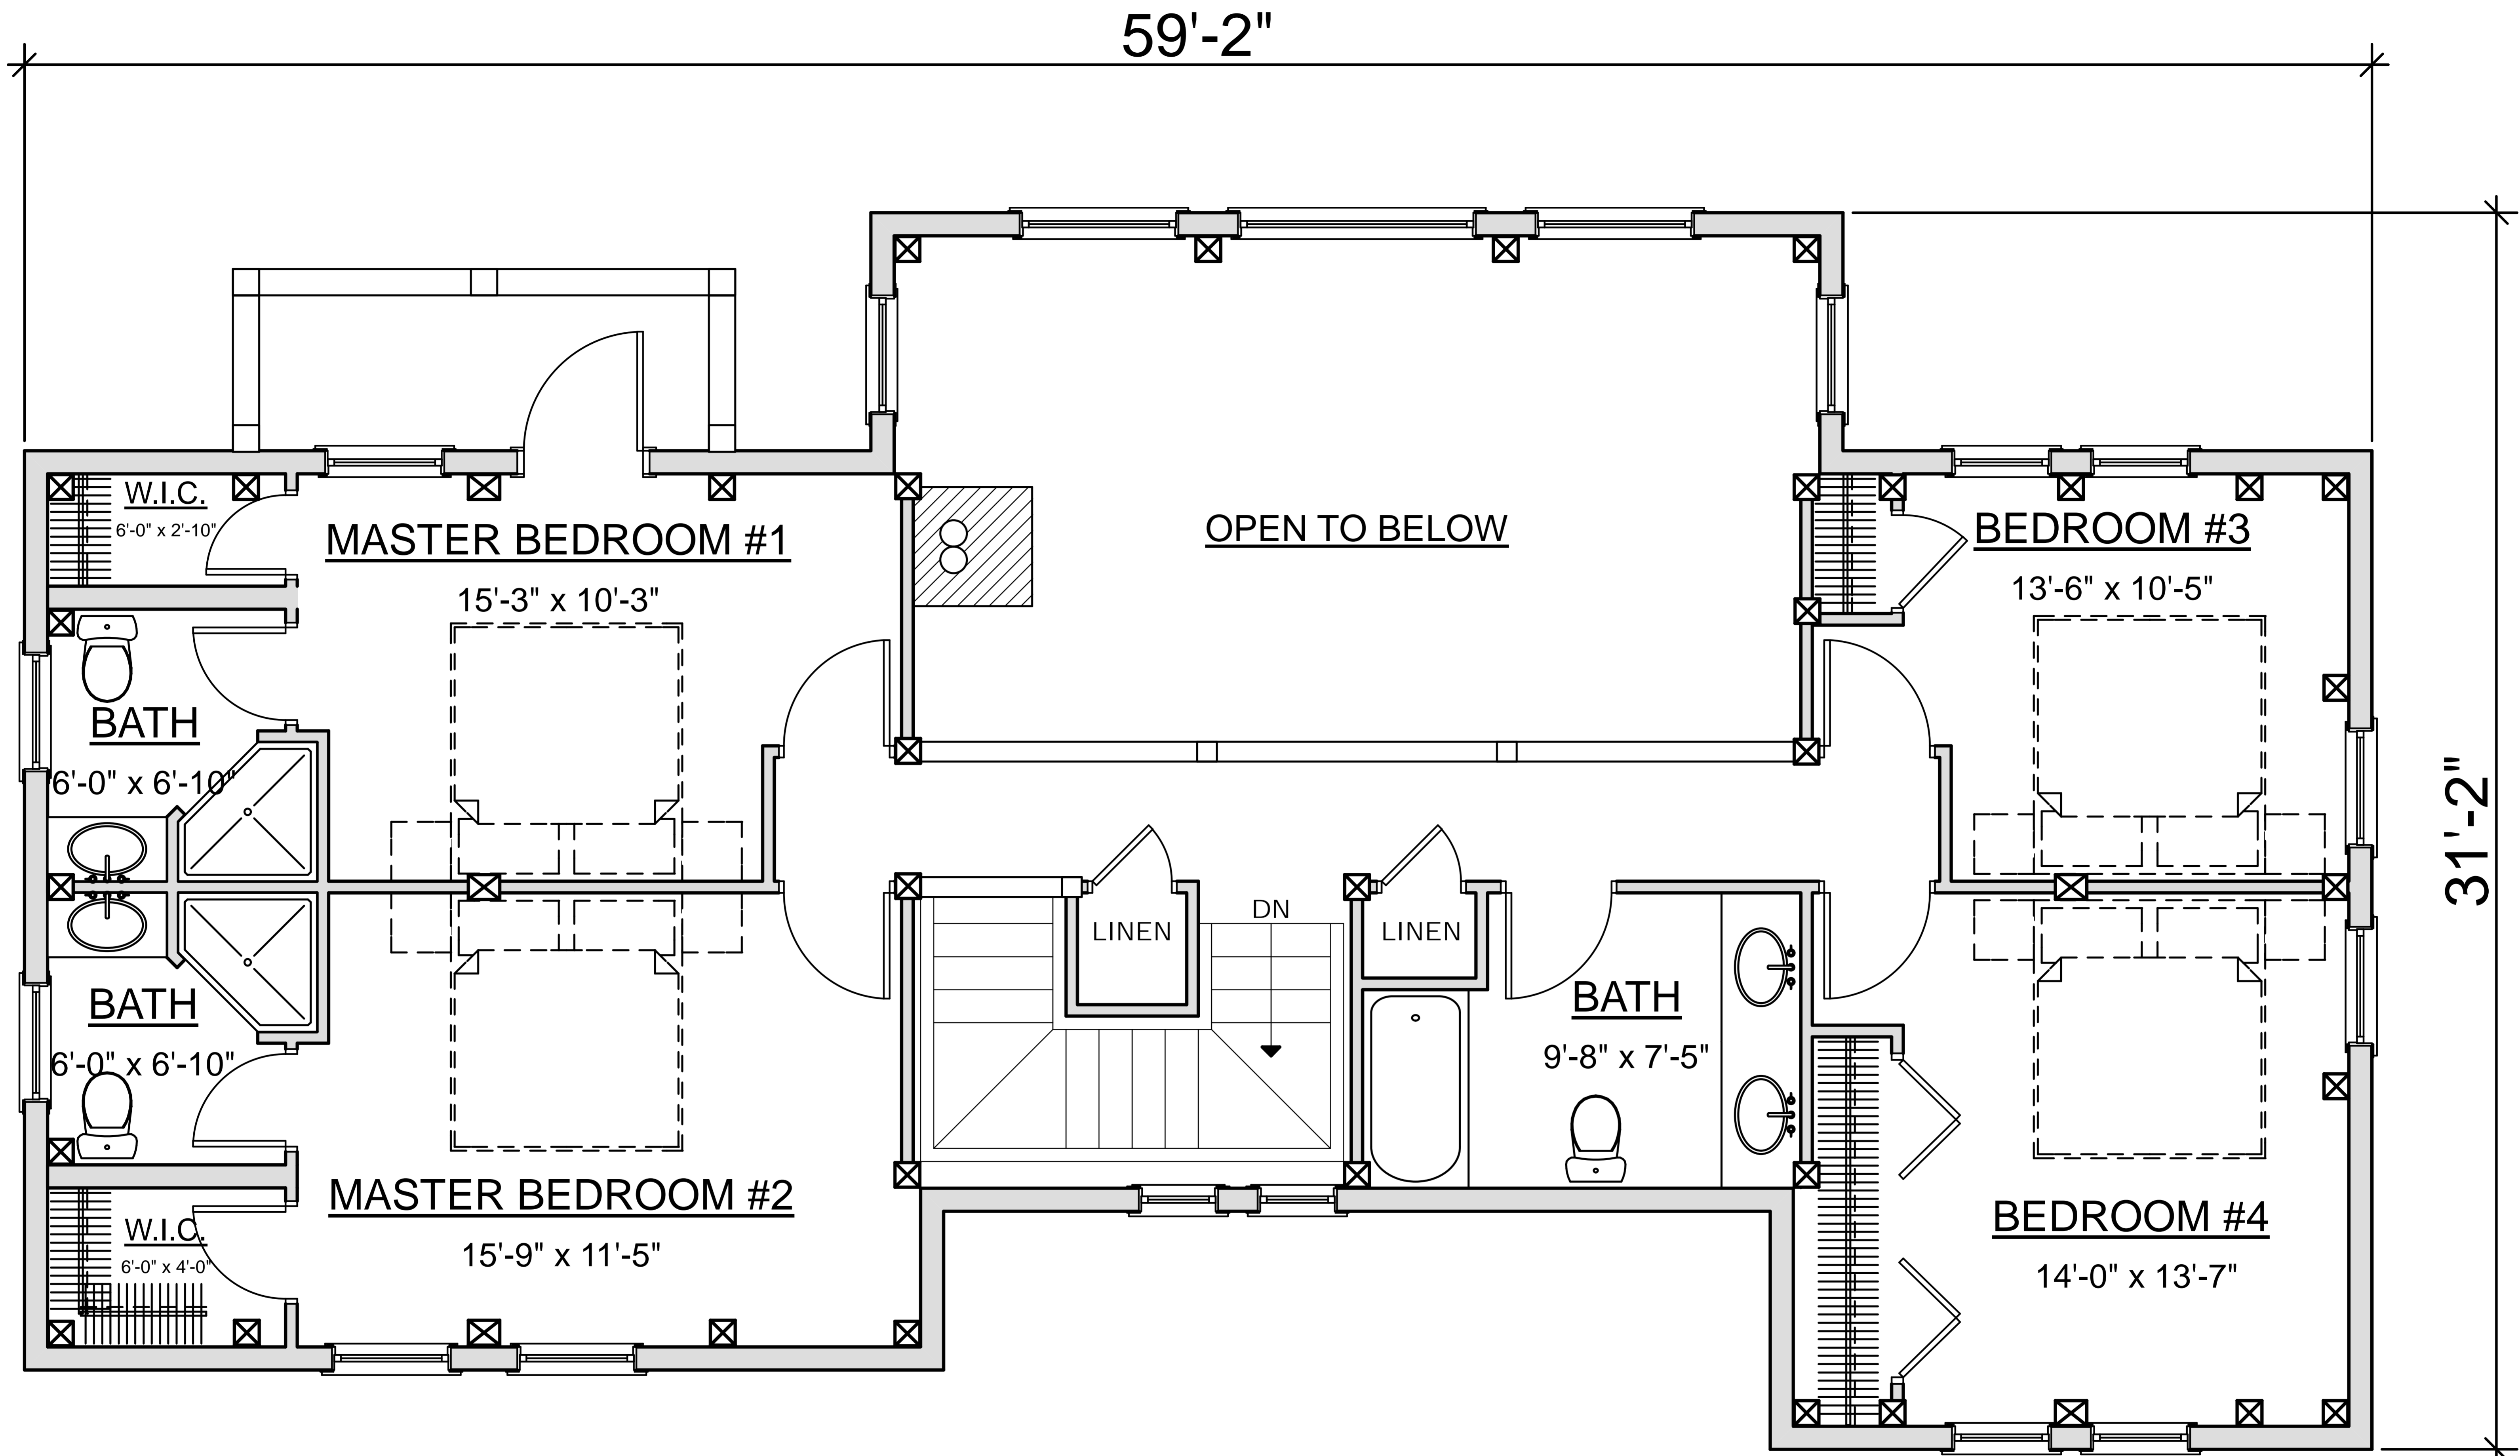 59'-2"
W.I.C.
6'-0" x 2'-10"
MASTER BEDROOM #1
15'-3" x 10'-3"
OPEN TO BELOW
BEDROOM #3
13'-6" x 10'-5"
BATH
6'-0" x 6'-10"
31'-2"
LINEN
DN
LINEN
BATH
6'-0" x 6'-10"
BATH
9'-8" x 7'-5"
MASTER BEDROOM #2
15'-9" x 11'-5"
W.I.C.
6'-0" x 4'-0"
BEDROOM #4
14'-0" x 13'-7"